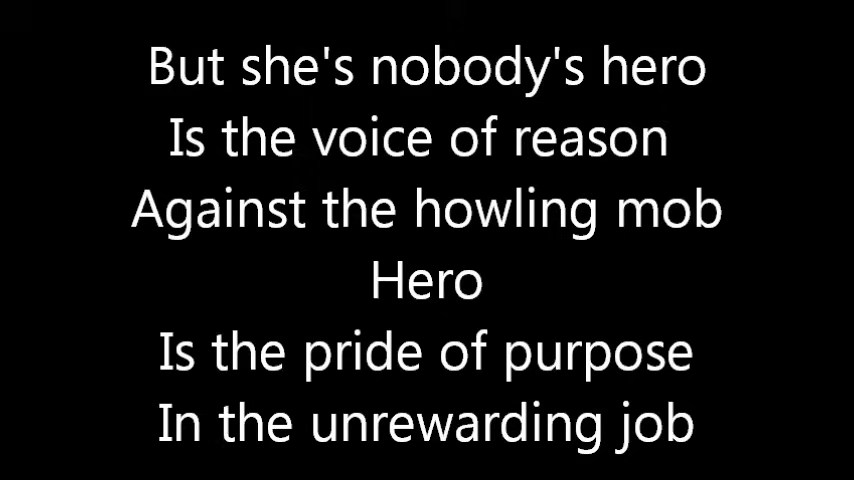 But she's nobody's hero
Is the voice of reason
Against the howling mob
Hero
Is the pride of purpose
In the unrewarding job